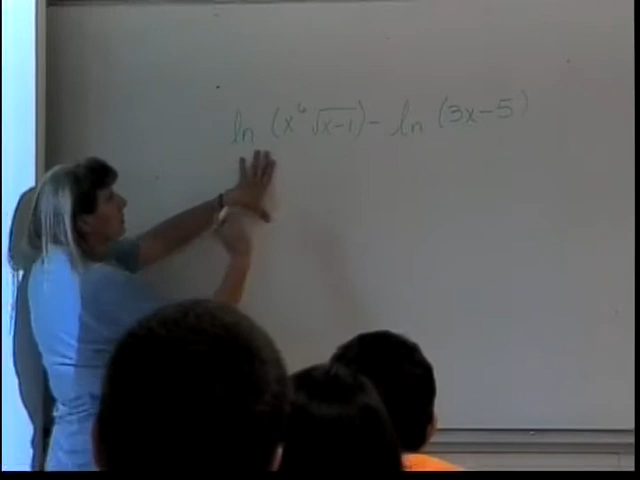 ln (x⁶ √x-1) - ln (3x-5)